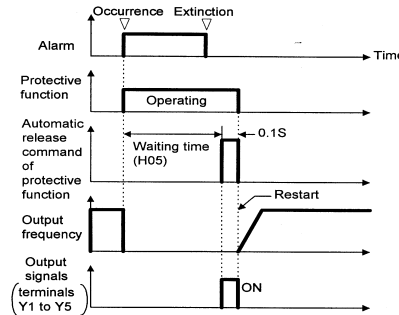 Occurrence Extinction
Alarm
Time
Protective
function
Operating
Automatic
release
command
of
protective
function
Waiting time
(H05)
0.1S
Restart
Output
frequency
Output
signals
(terminals
Y1 to Y5)
ON